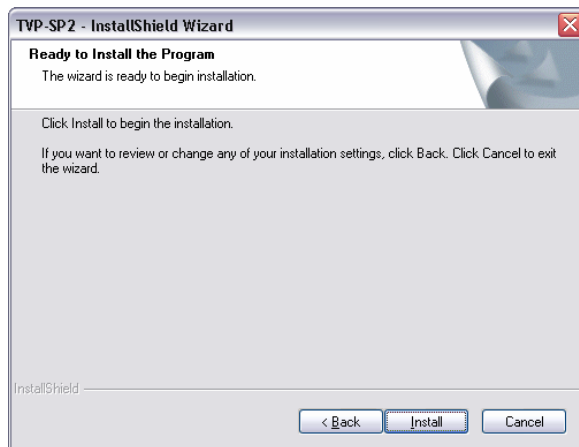 TVP-SP2 - InstallShield Wizard
Ready to Install the Program
The wizard is ready to begin installation.
Click Install to begin the installation.
If you want to review or change any of your installation settings, click Back. Click Cancel to exit
the wizard.
InstallShield
< Back
Install
Cancel